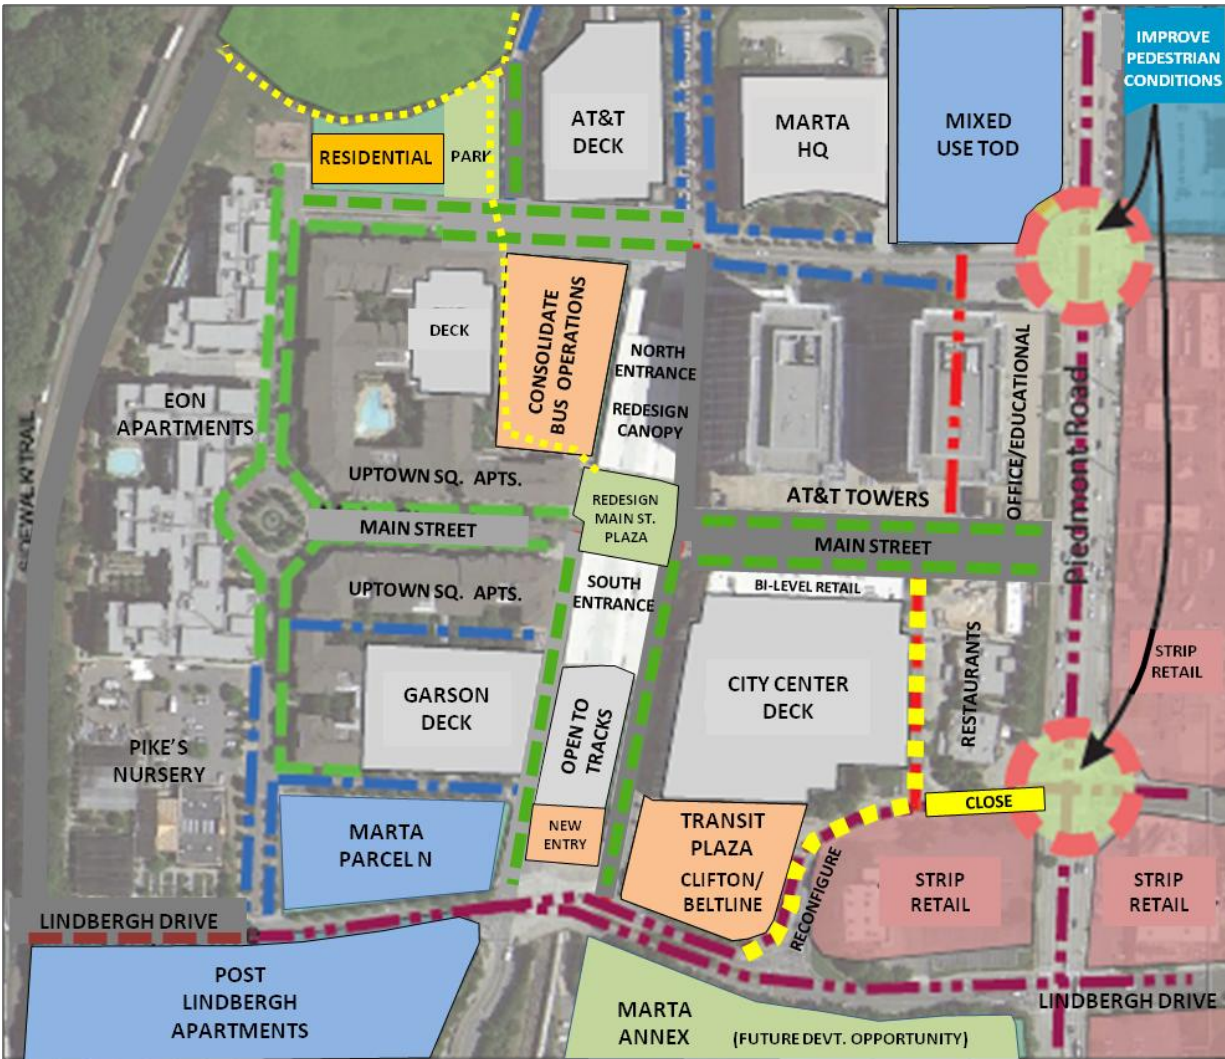 IMPROVE
PEDESTRIAN
CONDITIONS
AT&T
DECK
MARTA
HQ
MIXED
USE TOD
RESIDENTIAL
PARK
DECK
CONSOLIDATE
BUS OPERATIONS
NORTH
ENTRANCE
REDESIGN
CANOPY
OFFICE/EDUCATIONAL
Piedmont Road
EON
APARTMENTS
UPTOWN SQ. APTS.
REDESIGN
MAIN ST.
PLAZA
AT&T TOWERS
SIDEWALK/TRAIL
MAIN STREET
MAIN STREET
UPTOWN SQ. APTS.
SOUTH
ENTRANCE
BI-LEVEL RETAIL
RESTAURANTS
STRIP
RETAIL
GARSON
DECK
OPEN TO
TRACKS
CITY CENTER
DECK
PIKE'S
NURSERY
CLOSE
MARTA
PARCEL N
NEW
ENTRY
TRANSIT
PLAZA
CLIFTON/
BELTLINE
RECONFIGURE
STRIP
RETAIL
STRIP
RETAIL
LINDBERGH DRIVE
POST
LINDBERGH
APARTMENTS
MARTA
ANNEX
(FUTURE DEVT. OPPORTUNITY)
LINDBERGH DRIVE